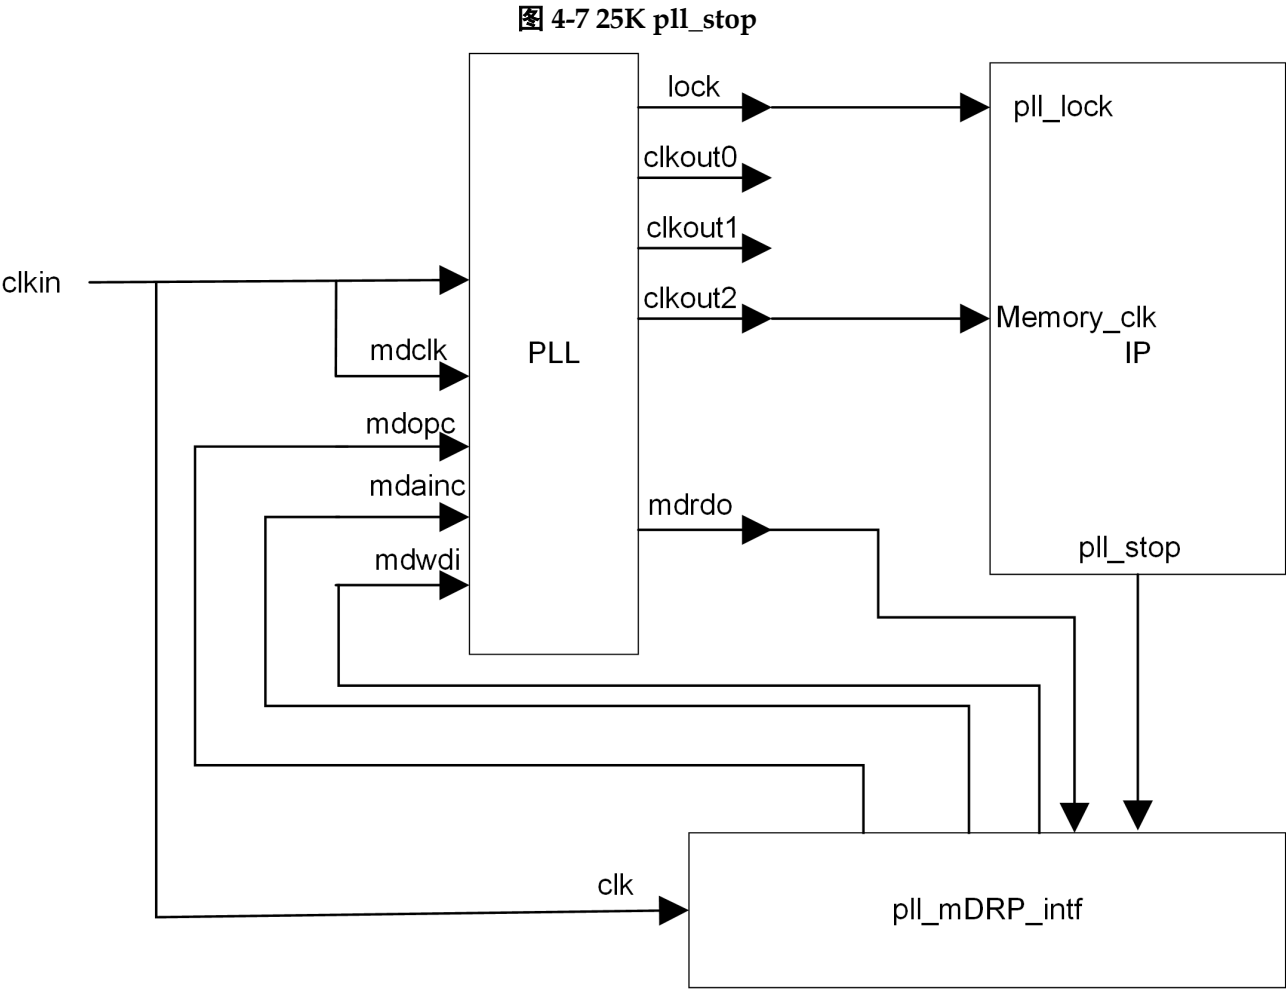 图 4-7 25K pll_stop
lock
pll_lock
clkout0
clkout1
clkin
clkout2
Memory_clk
mdclk
PLL
IP
mdopc
mdainc
mdrdo
pll_stop
mdwdi
clk
pll_mDRP_intf